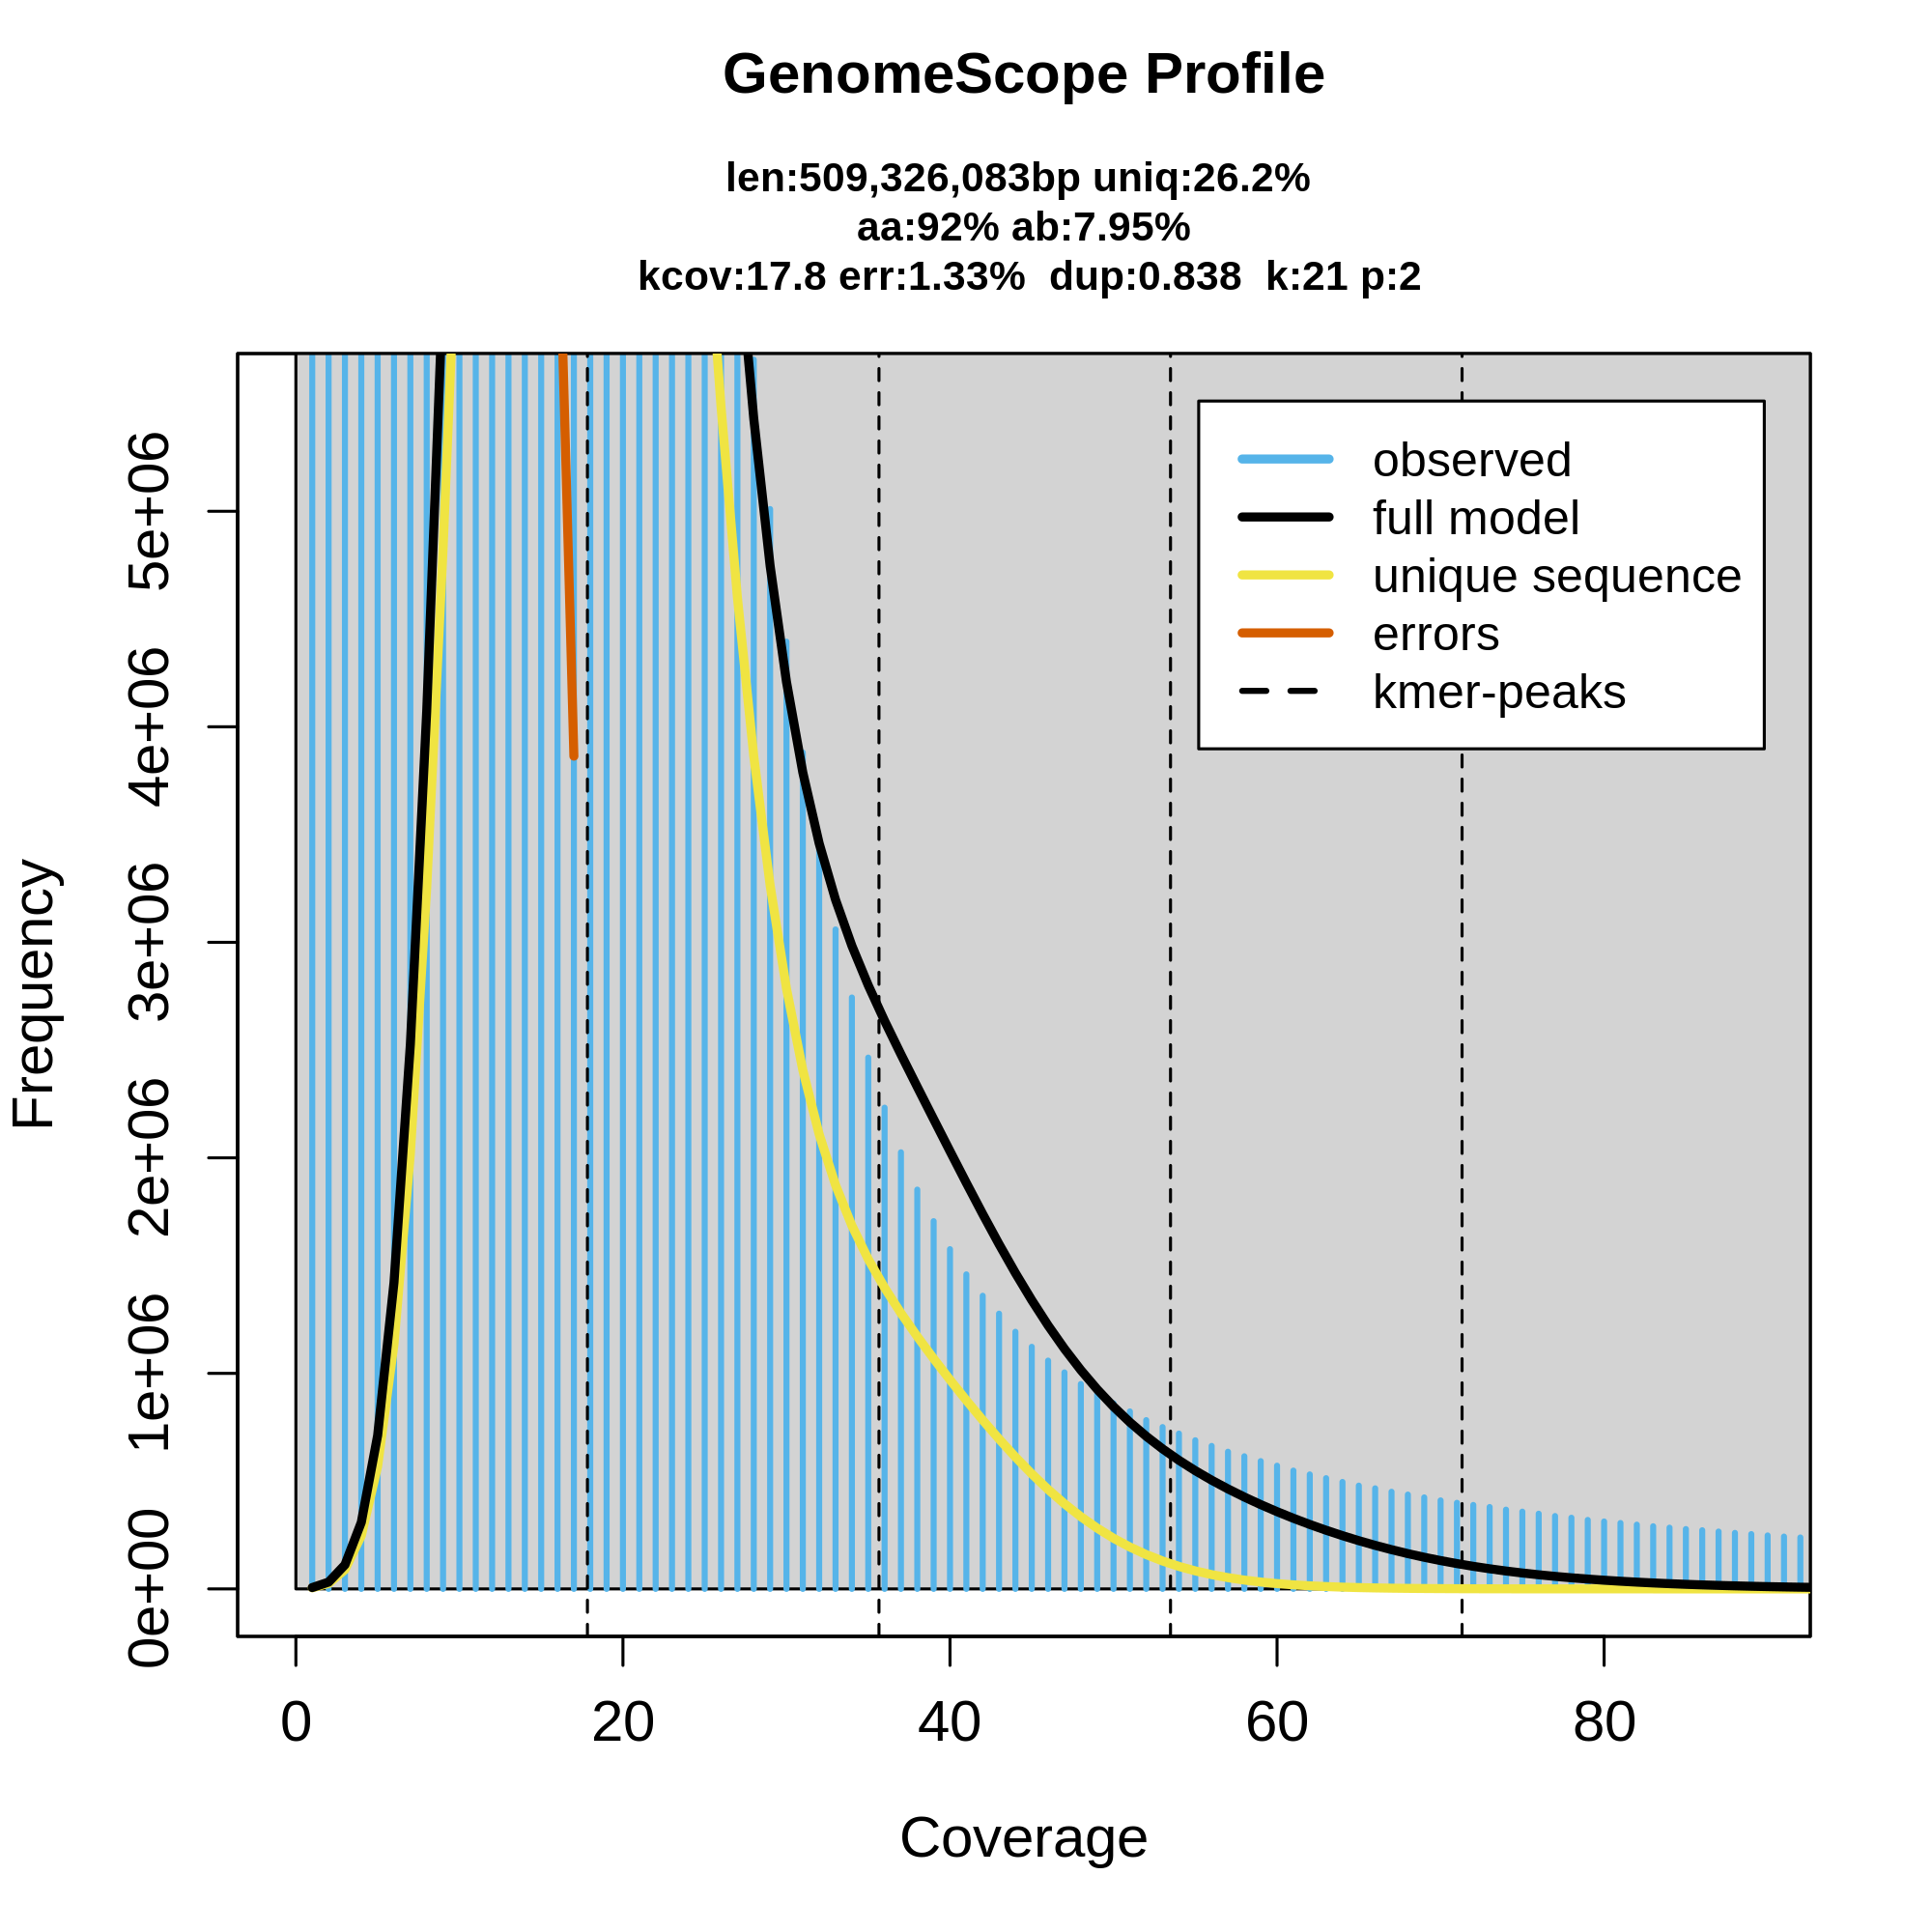 GenomeScope Profile
len:509,326,083bp uniq:26.2%
aa:92% ab:7.95%
kcov:17.8 err:1.33% dup:0.838 k:21 p:2
observed
full model
unique sequence
errors
kmer-peaks
Frequency
5e+06
4e+06
3e+06
2e+06
1e+06
0e+00
0 20 40 60 80
Coverage